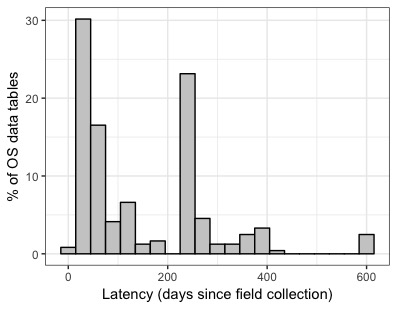 % of OS data tables
30
20
10
0
0 200 400 600
Latency (days since field collection)